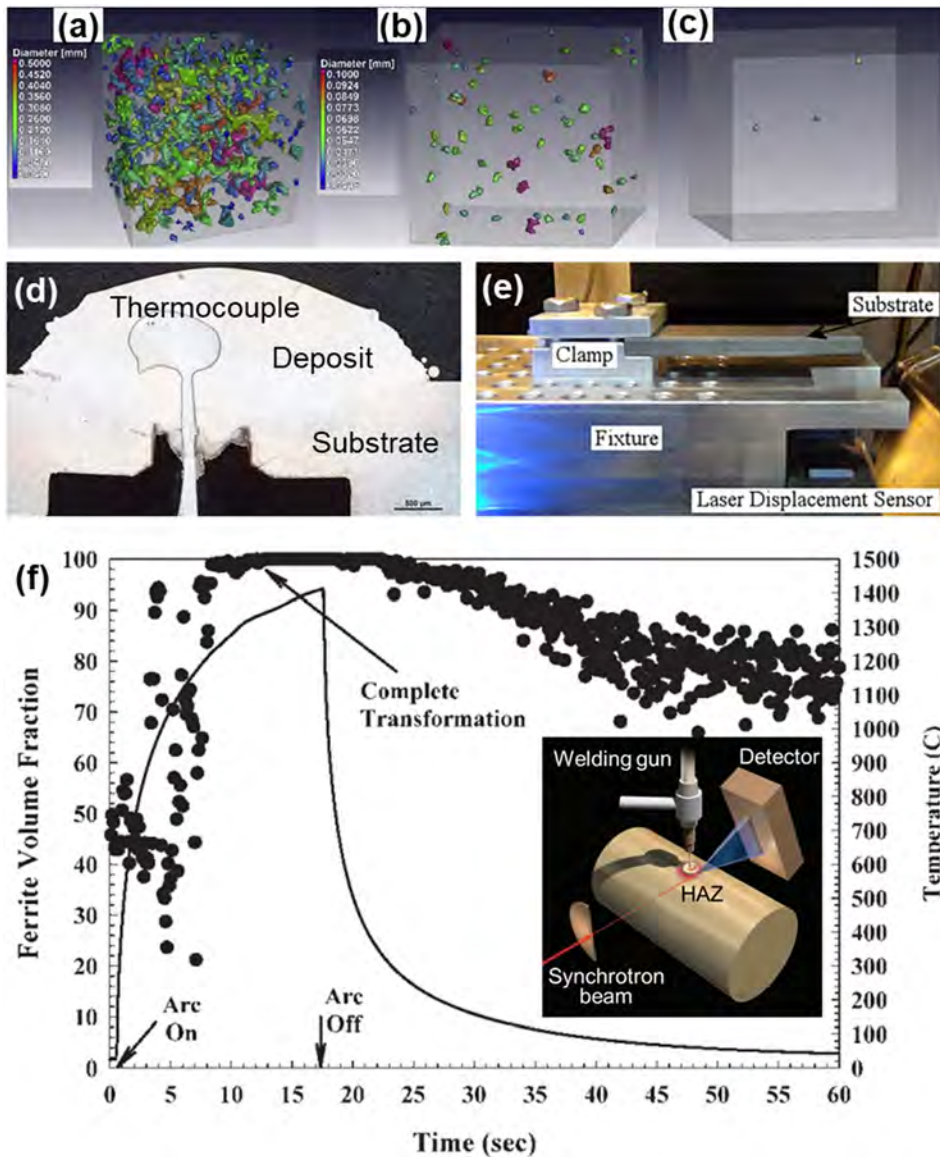 (a)
Diameter [mm]
0.5000
0.4520
0.4040
0.3560
0.3080
0.2600
0.2120
(b)
Diameter [mm]
0.1000
0.0924
0.0849
0.0773
0.0698
0.0622
0.0547
(c)
(d)
Thermocouple
Deposit
Substrate
500 µm
(e)
Substrate
Clamp
Fixture
Laser Displacement Sensor
(f)
100
90
80
70
60
50
40
30
20
10
0
Ferrite Volume Fraction
Complete
Transformation
Arc
On
Arc
Off
Welding gun
Detector
HAZ
Synchrotron
beam
1500
1400
1300
1200
1100
1000
900
800
700
600
500
400
300
200
100
0
Temperature (C)
0 5 10 15 20 25 30 35 40 45 50 55 60
Time (sec)